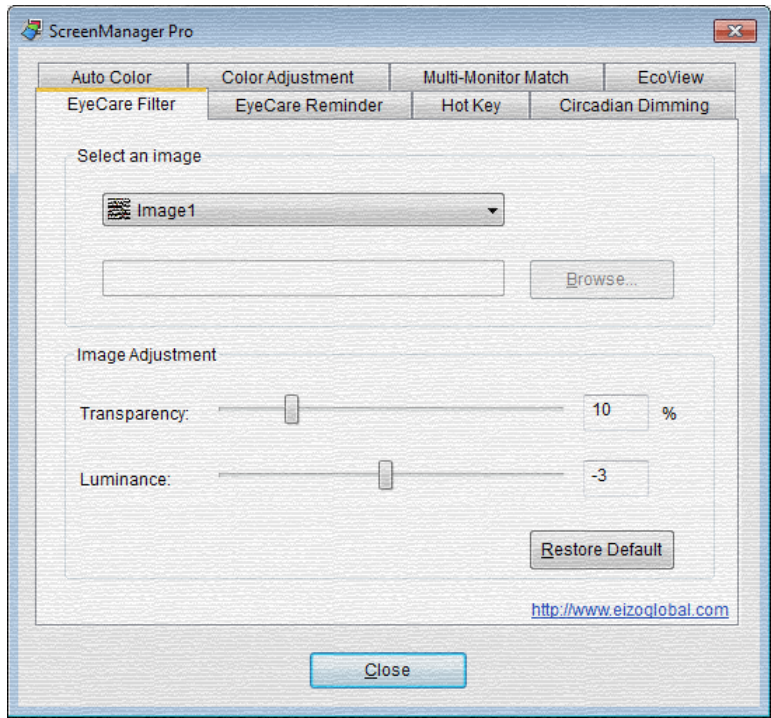 ScreenManager Pro
Auto Color Color Adjustment Multi-Monitor Match EcoView
EyeCare Filter EyeCare Reminder Hot Key Circadian Dimming
Select an image
Image1
Browse...
Image Adjustment
Transparency: 10 %
Luminance: -3
Restore Default
http://www.eizoglobal.com
Close